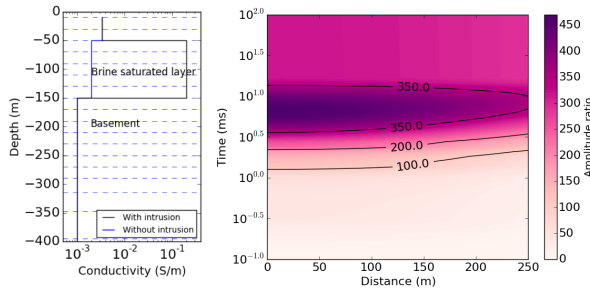 0
−50
−100
−150
−200
−250
−300
−350
−400
Depth (m)
Brine saturated layer
Basement
With intrusion
Without intrusion
10^−3 10^−2 10^−1
Conductivity (S/m)
10^2.0
10^1.5
10^1.0
10^0.5
10^0.0
10^−0.5
10^−1.0
Time (ms)
350.0
350.0
200.0
100.0
0 50 100 150 200 250
Distance (m)
450
400
350
300
250
200
150
100
50
0
Amplitude ratio